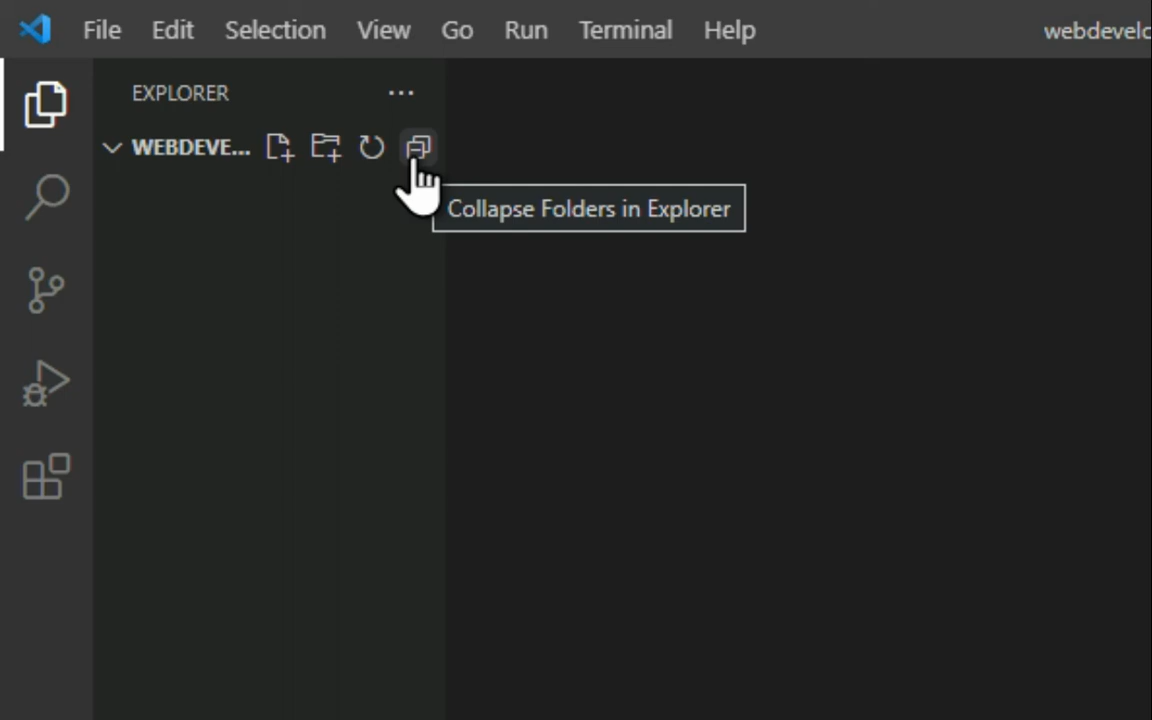 File Edit Selection View Go Run Terminal Help webdevelo
EXPLORER
WEBDEVE...
Collapse Folders in Explorer